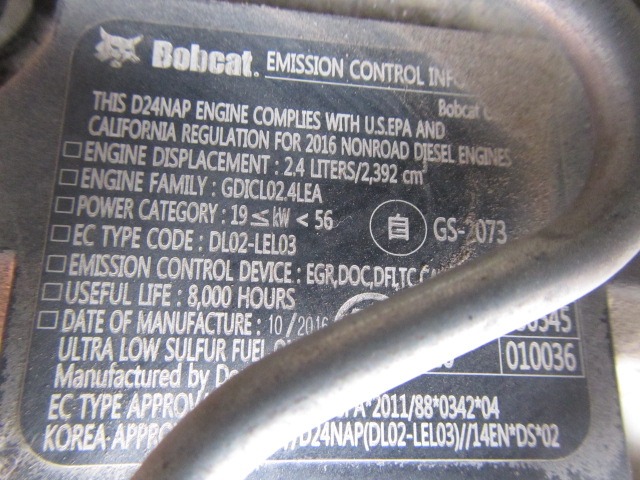 Bobcat. EMISSION CONTROL
Bobcat
THIS D24NAP ENGINE COMPLIES WITH U.S.EPA AND
CALIFORNIA REGULATION FOR 2016 NONROAD DIESEL ENGINES
□ ENGINE DISPLACEMENT : 2.4 LITERS/2,392 cm³
□ ENGINE FAMILY : GDICL02.4LEA
□ POWER CATEGORY : 19 ≤ kW < 56
□ EC TYPE CODE : DL02-LEL03
自 GS-2073
□ EMISSION CONTROL DEVICE : EGR,DOC,DFI,TC,
□ USEFUL LIFE : 8,000 HOURS
□ DATE OF MANUFACTURE : 10/2016
ULTRA LOW SULFUR FUEL
010036
Manufactured by
EC TYPE *2011/88*0342*04
KOREA //D24NAP(DL02-LEL03)//14EN*DS*02